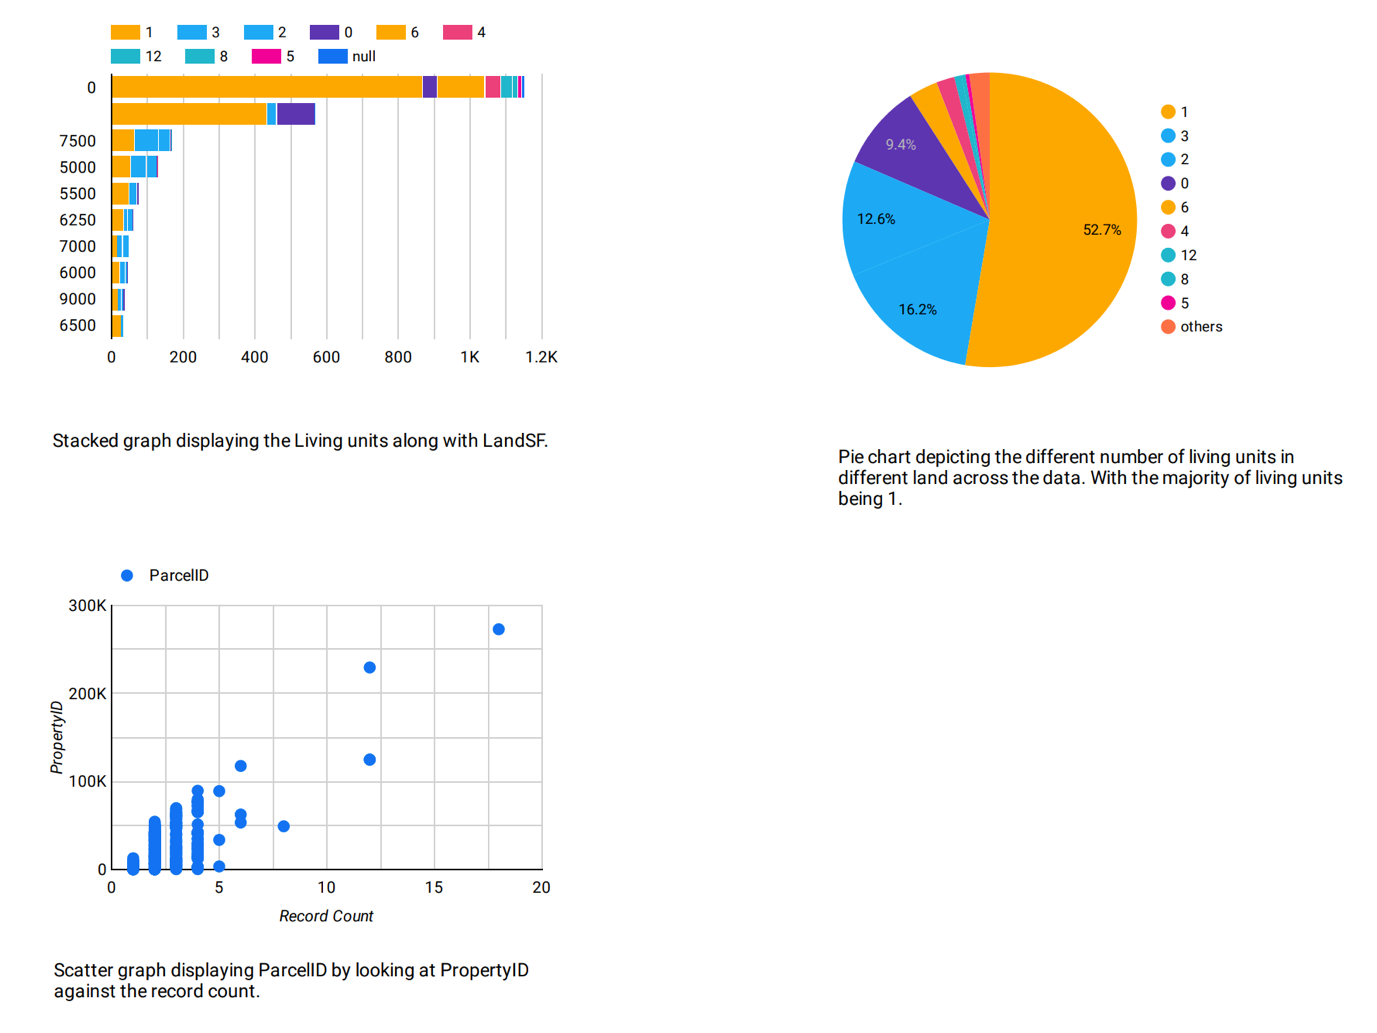 1 3 2 0 6 4
12 8 5 null
0
7500
5000
5500
6250
7000
6000
9000
6500
0 200 400 600 800 1K 1.2K
Stacked graph displaying the Living units along with LandSF.
9.4%
12.6%
16.2%
52.7%
1
3
2
0
6
4
12
8
5
others
Pie chart depicting the different number of living units in
different land across the data. With the majority of living units
being 1.
ParcelID
300K
200K
100K
0
PropertyID
0 5 10 15 20
Record Count
Scatter graph displaying ParcelID by looking at PropertyID
against the record count.